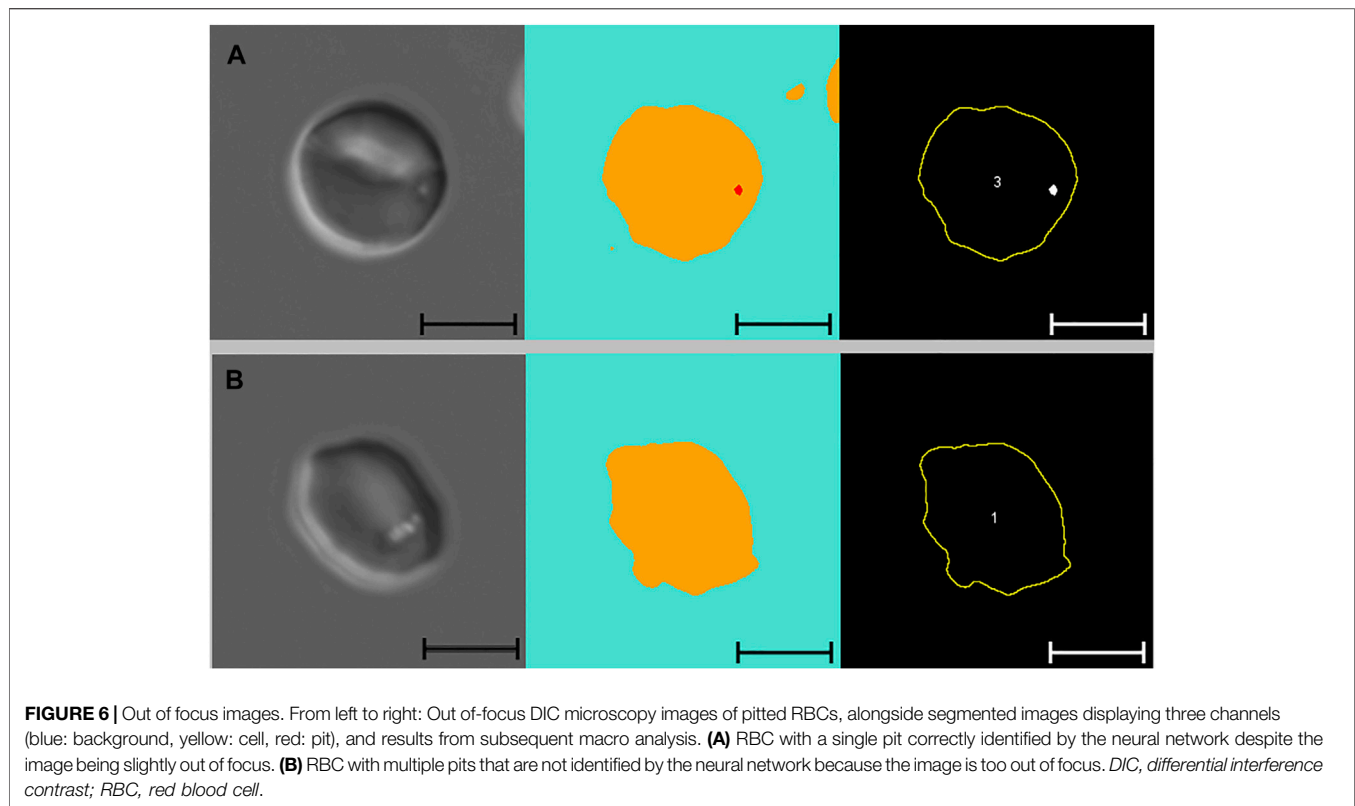 A
3
B
1
FIGURE 6 | Out of focus images. From left to right: Out of-focus DIC microscopy images of pitted RBCs, alongside segmented images displaying three channels
(blue: background, yellow: cell, red: pit), and results from subsequent macro analysis. (A) RBC with a single pit correctly identified by the neural network despite the
image being slightly out of focus. (B) RBC with multiple pits that are not identified by the neural network because the image is too out of focus. DIC, differential interference
contrast; RBC, red blood cell.